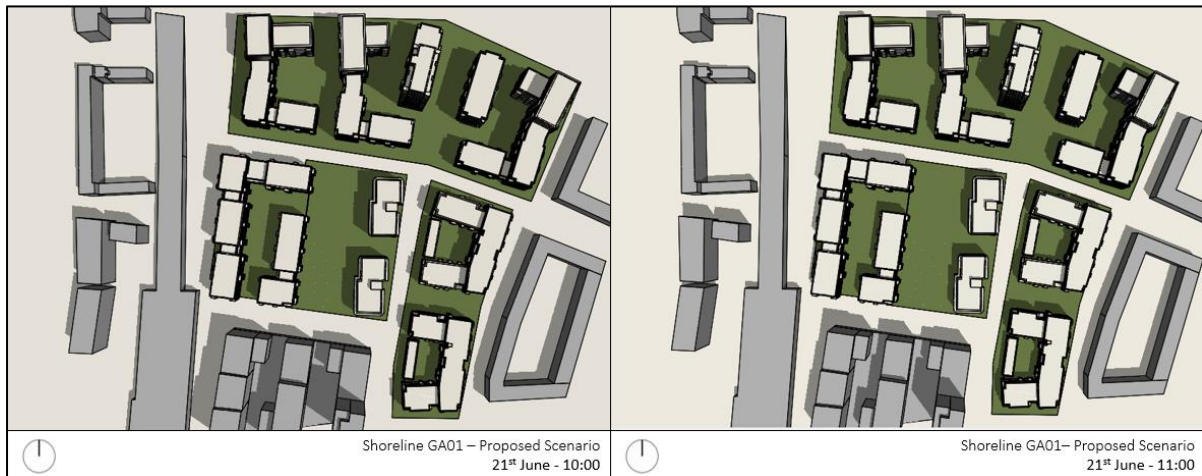 Shoreline GA01 – Proposed Scenario
21st June - 10:00
Shoreline GA01– Proposed Scenario
21st June - 11:00